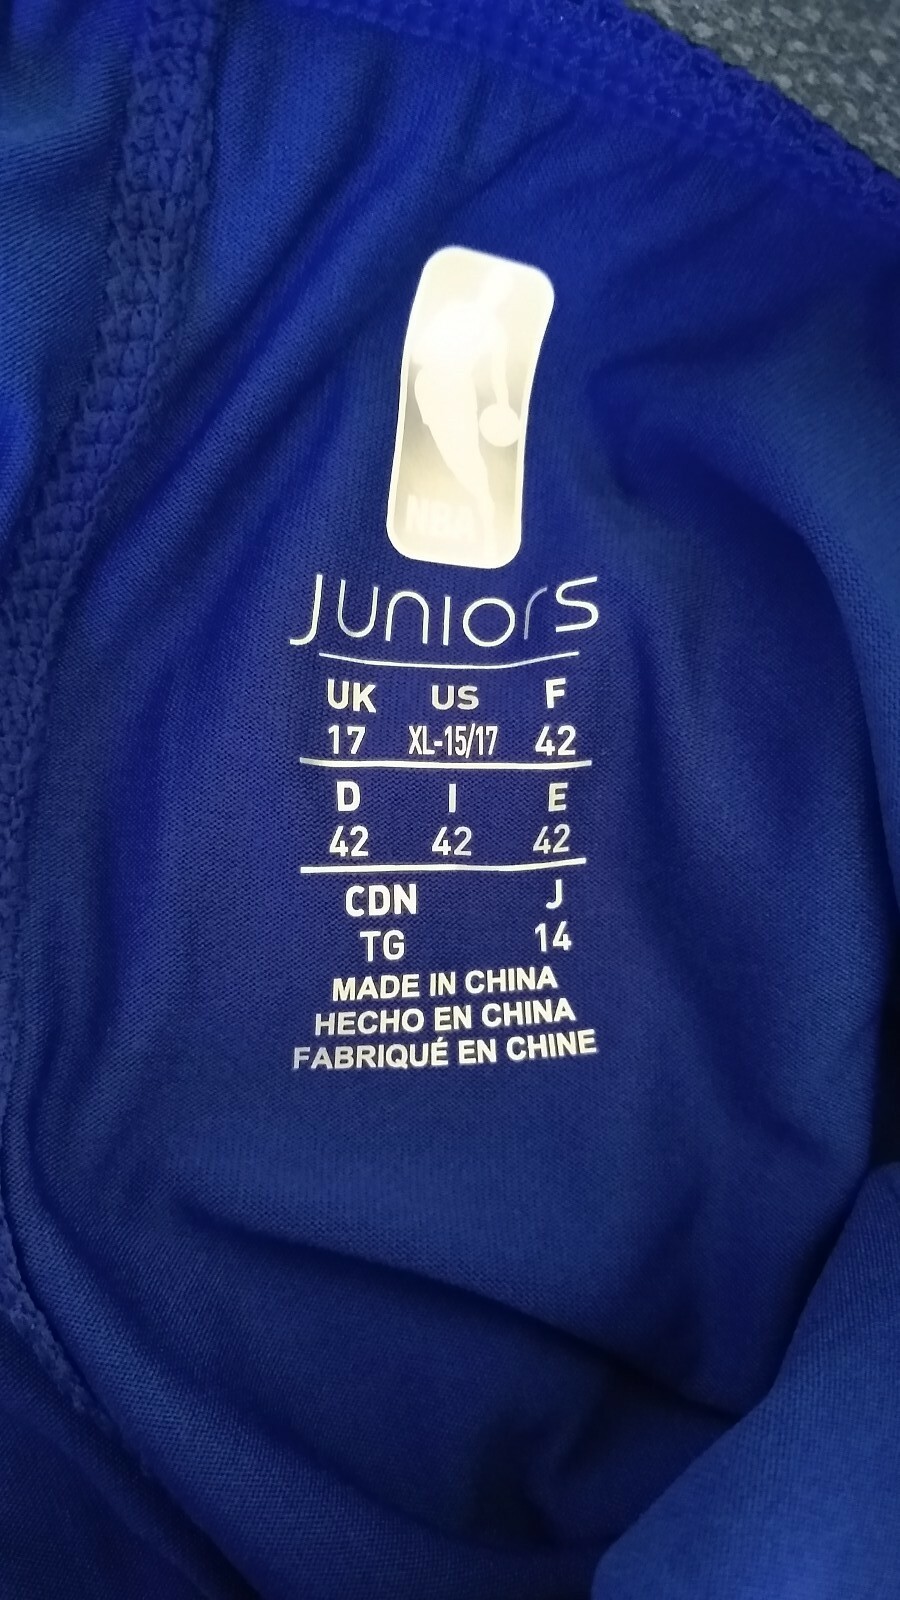 NBA
JUNIORS
UK US F
17 XL-15/17 42
D I E
42 42 42
CDN J
TG 14
MADE IN CHINA
HECHO EN CHINA
FABRIQUÉ EN CHINE